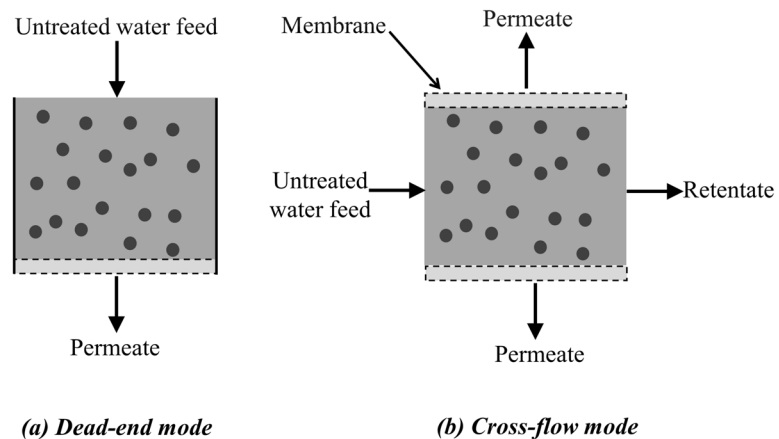 Untreated water feed
Permeate
(a) Dead-end mode
Membrane
Permeate
Untreated
water feed
Retentate
Permeate
(b) Cross-flow mode